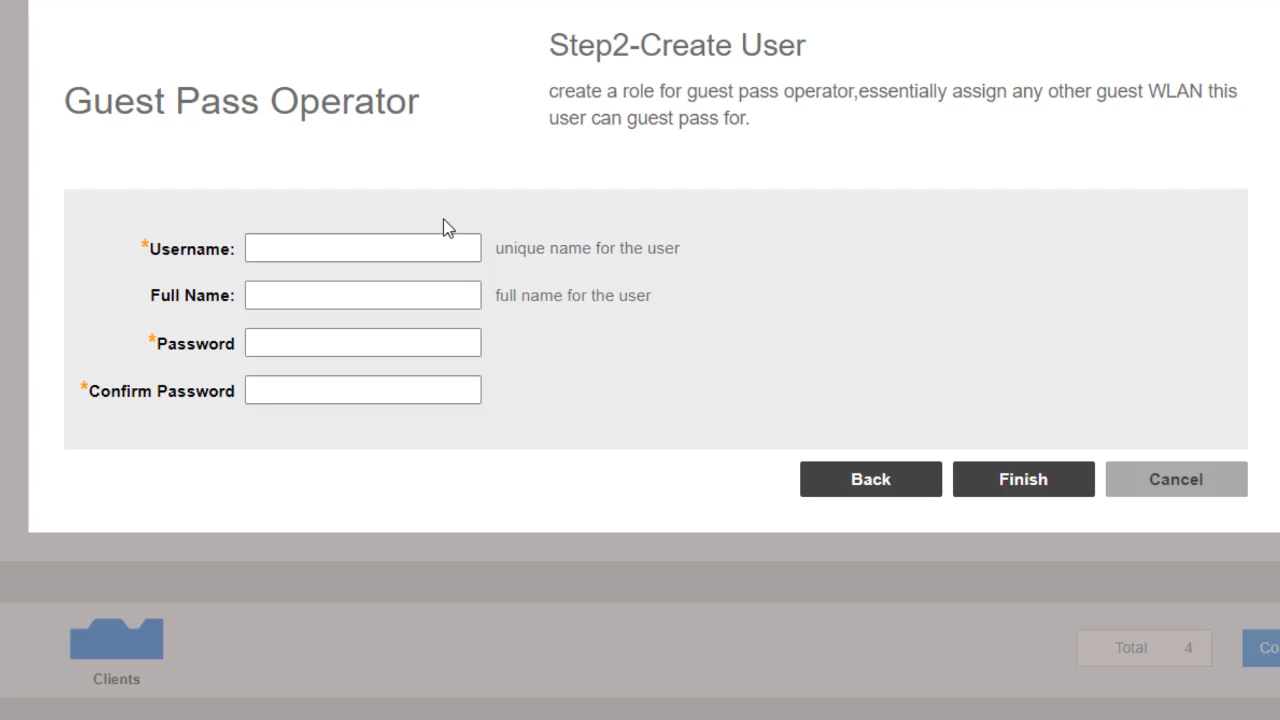 Step2-Create User
Guest Pass Operator
create a role for guest pass operator,essentially assign any other guest WLAN this
user can guest pass for.
*Username: unique name for the user
Full Name: full name for the user
*Password
*Confirm Password
Back Finish Cancel
Clients
Total 4 Co